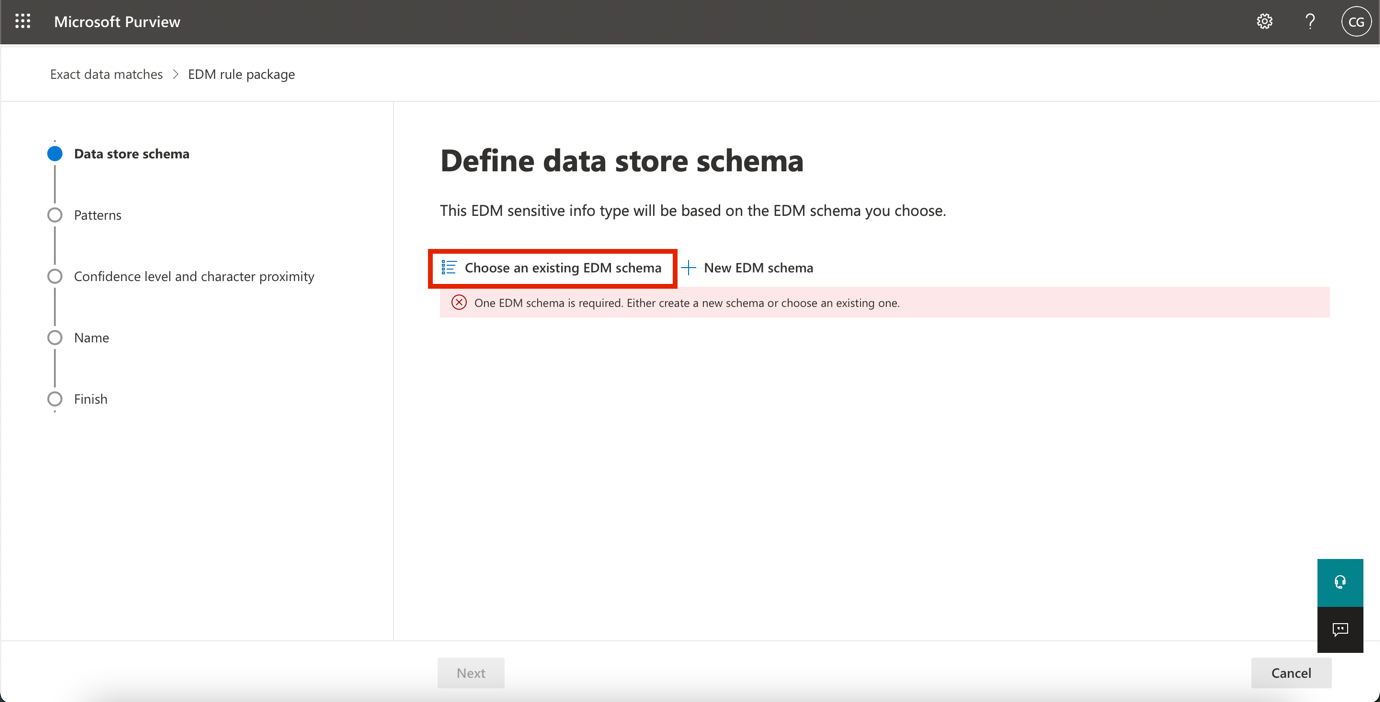 Microsoft Purview
?
CG
Exact data matches > EDM rule package
Data store schema
Patterns
Confidence level and character proximity
Name
Finish
Define data store schema
This EDM sensitive info type will be based on the EDM schema you choose.
Choose an existing EDM schema
+ New EDM schema
One EDM schema is required. Either create a new schema or choose an existing one.
Next
Cancel